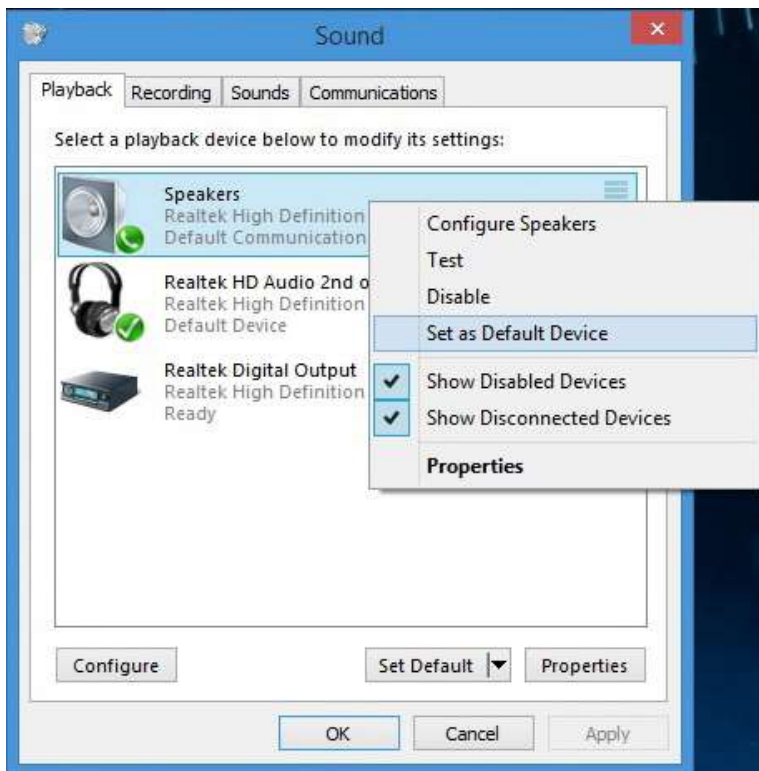 Sound
Playback Recording Sounds Communications
Select a playback device below to modify its settings:
Speakers
Realtek High Definition
Default Communication
Realtek HD Audio 2nd o
Realtek High Definition
Default Device
Realtek Digital Output
Realtek High Definition
Ready
Configure Speakers
Test
Disable
Set as Default Device
Show Disabled Devices
Show Disconnected Devices
Properties
Configure Set Default Properties
OK Cancel Apply